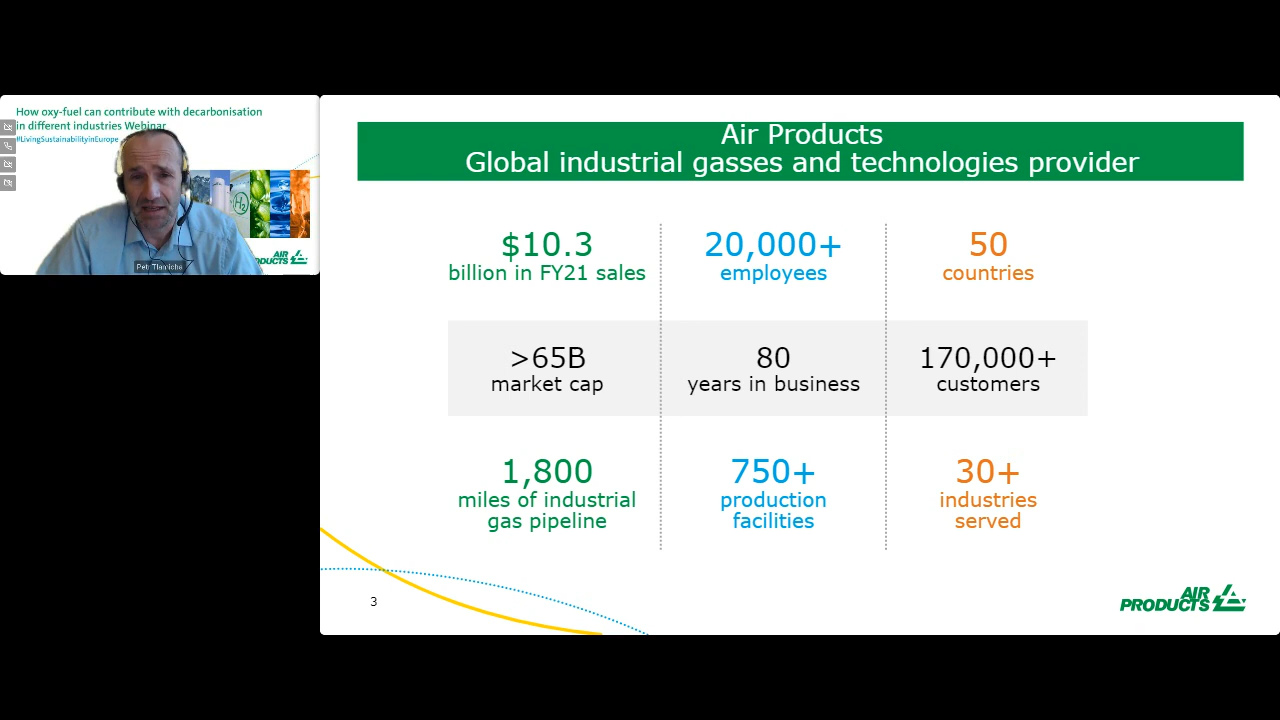 How oxy-fuel can contribute with decarbonisation
in different industries Webinar
#LivingSustainabilityinEurope
H2
AIR
PRODUCTS
Petr Tlamicha
Air Products
Global industrial gasses and technologies provider
$10.3
billion in FY21 sales
20,000+
employees
50
countries
>65B
market cap
80
years in business
170,000+
customers
1,800
miles of industrial
gas pipeline
750+
production
facilities
30+
industries
served
3
AIR
PRODUCTS